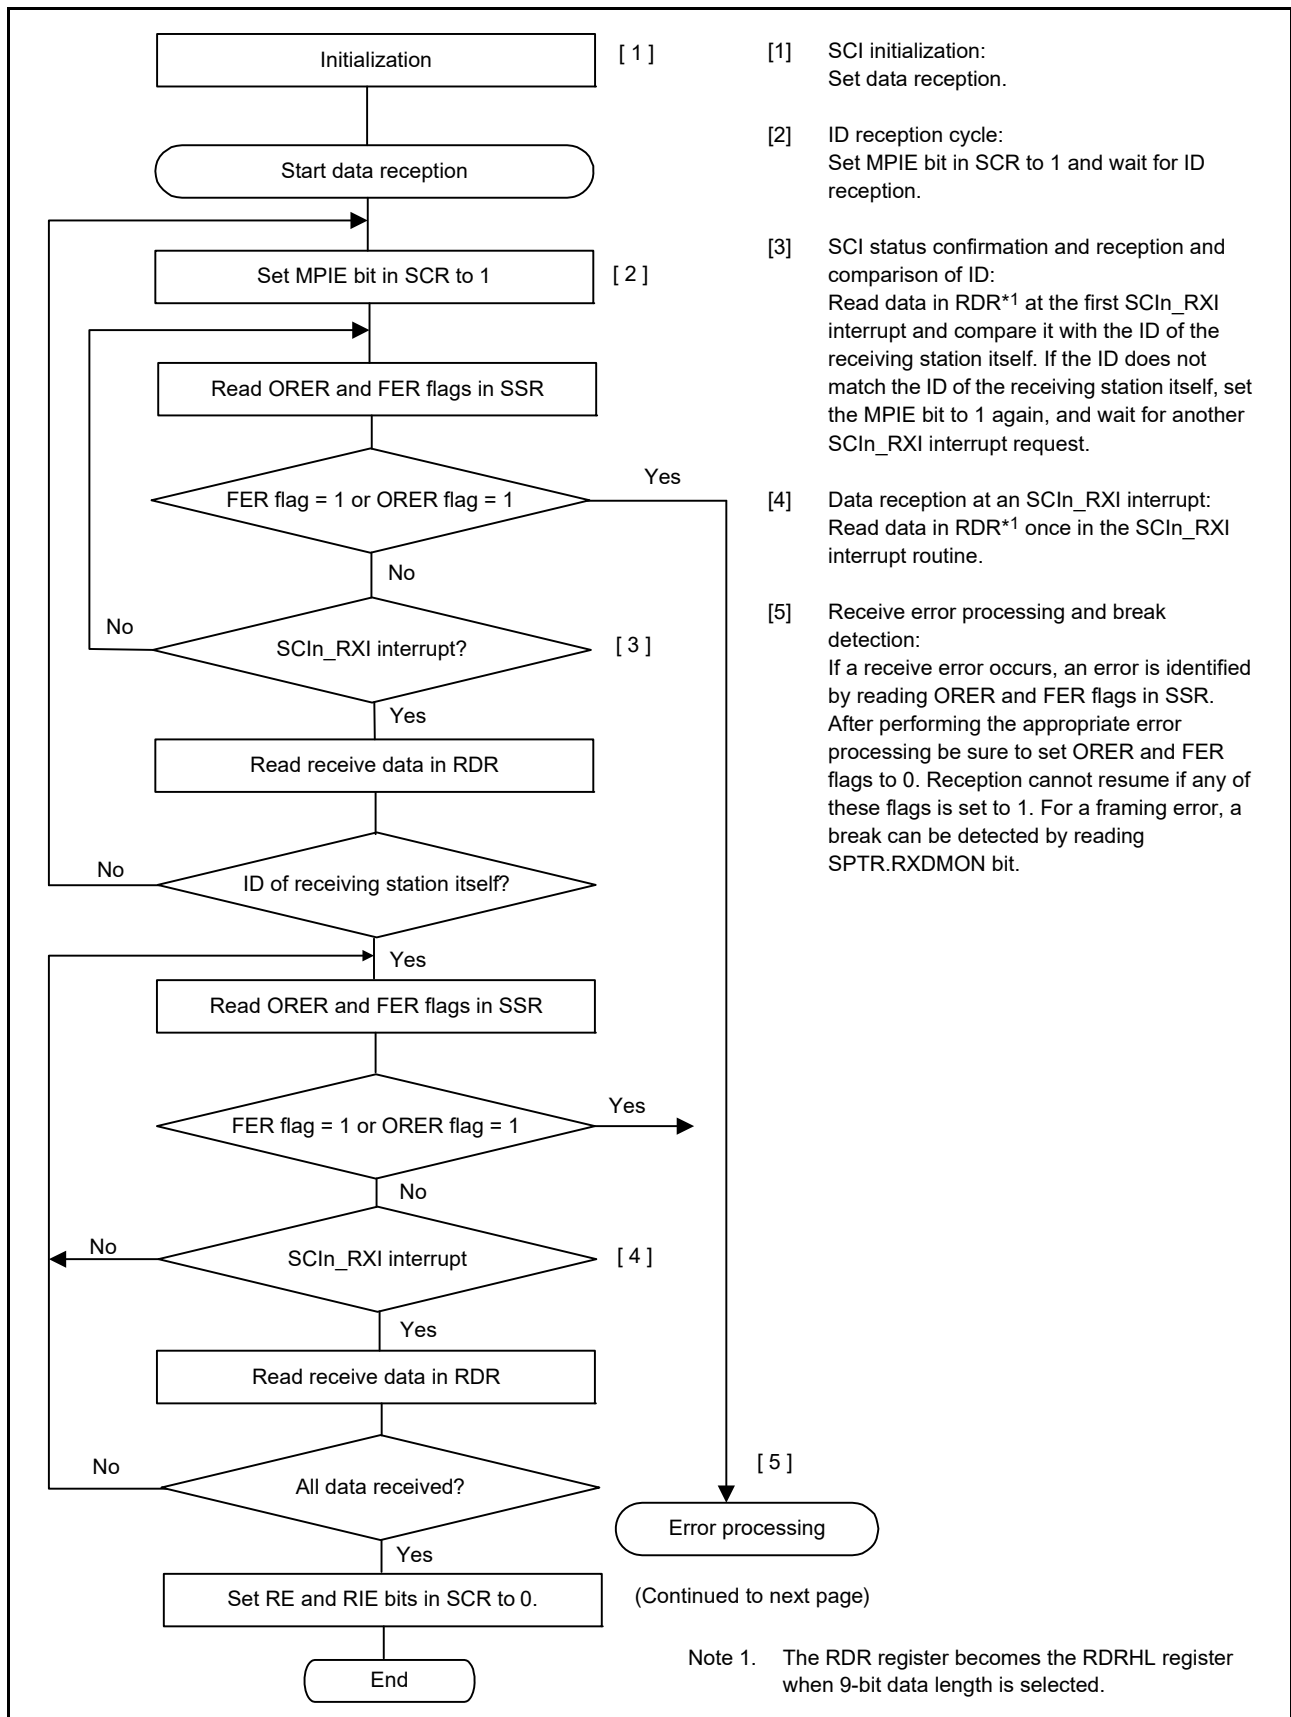 Initialization
[ 1 ]
Start data reception
Set MPIE bit in SCR to 1
[ 2 ]
Read ORER and FER flags in SSR
FER flag = 1 or ORER flag = 1
Yes
No
SCIn_RXI interrupt?
[ 3 ]
No
Yes
Read receive data in RDR
ID of receiving station itself?
No
Yes
Read ORER and FER flags in SSR
FER flag = 1 or ORER flag = 1
Yes
No
SCIn_RXI interrupt
[ 4 ]
No
Yes
Read receive data in RDR
All data received?
No
Yes
Set RE and RIE bits in SCR to 0.
End
[ 5 ]
Error processing
(Continued to next page)
[1] SCI initialization:
Set data reception.
[2] ID reception cycle:
Set MPIE bit in SCR to 1 and wait for ID
reception.
[3] SCI status confirmation and reception and
comparison of ID:
Read data in RDR*1 at the first SCIn_RXI
interrupt and compare it with the ID of the
receiving station itself. If the ID does not
match the ID of the receiving station itself, set
the MPIE bit to 1 again, and wait for another
SCIn_RXI interrupt request.
[4] Data reception at an SCIn_RXI interrupt:
Read data in RDR*1 once in the SCIn_RXI
interrupt routine.
[5] Receive error processing and break
detection:
If a receive error occurs, an error is identified
by reading ORER and FER flags in SSR.
After performing the appropriate error
processing be sure to set ORER and FER
flags to 0. Reception cannot resume if any of
these flags is set to 1. For a framing error, a
break can be detected by reading
SPTR.RXDMON bit.
Note 1. The RDR register becomes the RDRHL register
when 9-bit data length is selected.